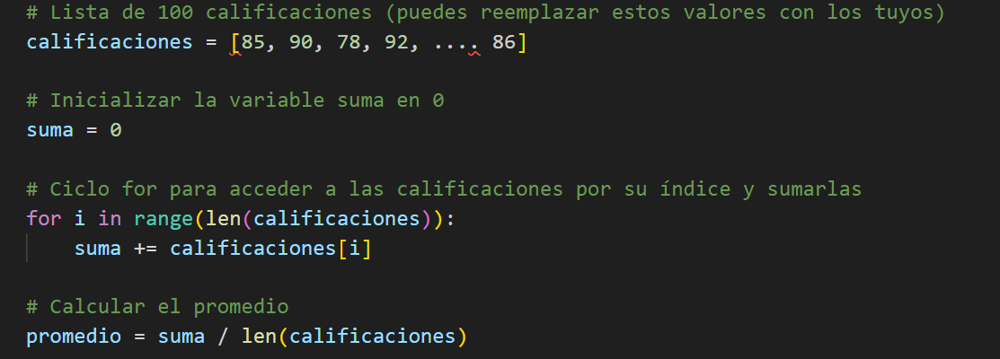 # Lista de 100 calificaciones (puedes reemplazar estos valores con los tuyos)
calificaciones = [85, 90, 78, 92, .... 86]
# Inicializar la variable suma en 0
suma = 0
# Ciclo for para acceder a las calificaciones por su índice y sumarlas
for i in range(len(calificaciones)):
    suma += calificaciones[i]
# Calcular el promedio
promedio = suma / len(calificaciones)